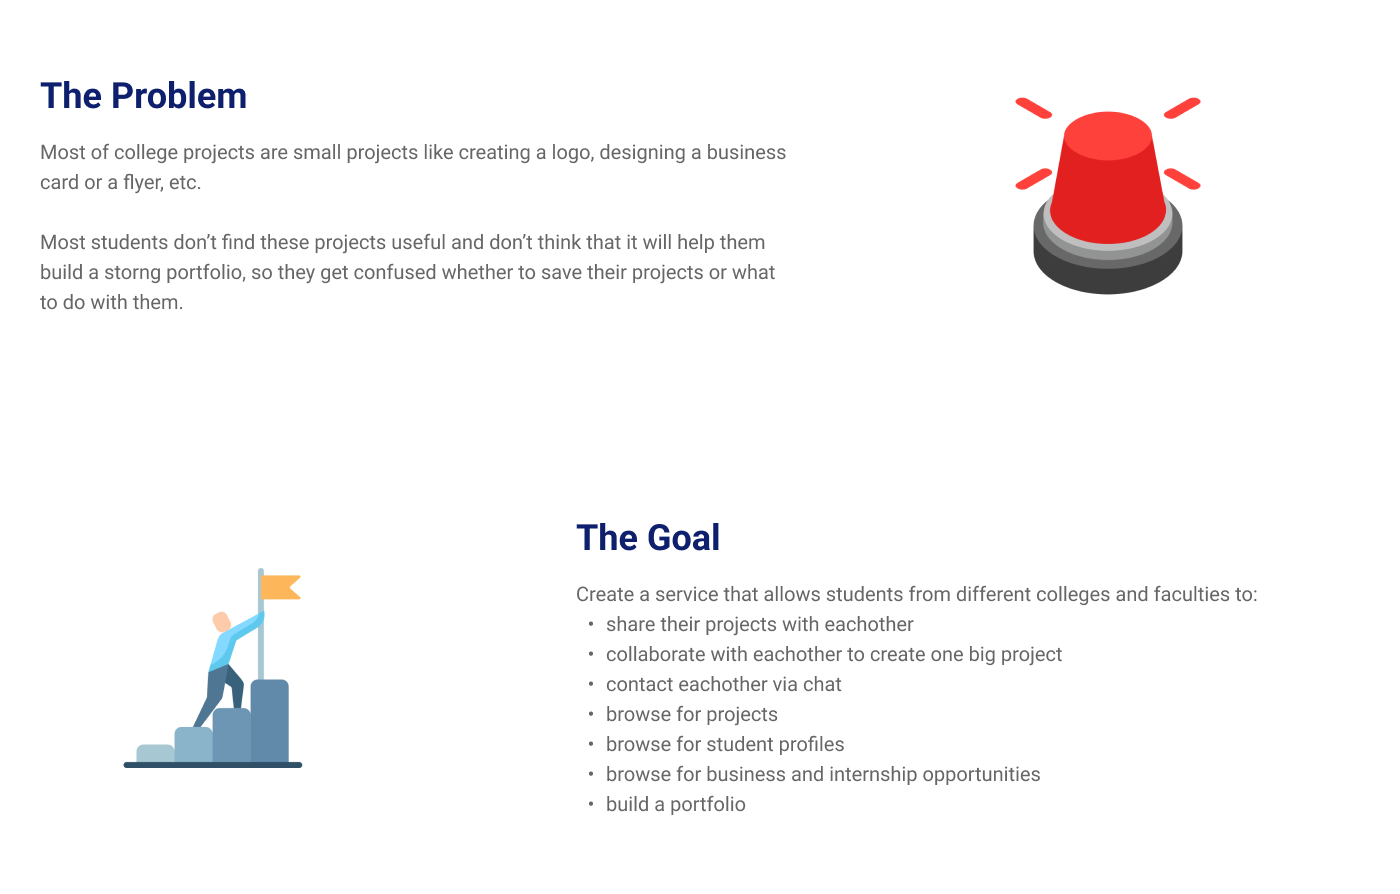 The Problem
Most of college projects are small projects like creating a logo, designing a business
card or a flyer, etc.
Most students don’t find these projects useful and don’t think that it will help them
build a storng portfolio, so they get confused whether to save their projects or what
to do with them.
The Goal
Create a service that allows students from different colleges and faculties to:
• share their projects with eachother
• collaborate with eachother to create one big project
• contact eachother via chat
• browse for projects
• browse for student profiles
• browse for business and internship opportunities
• build a portfolio